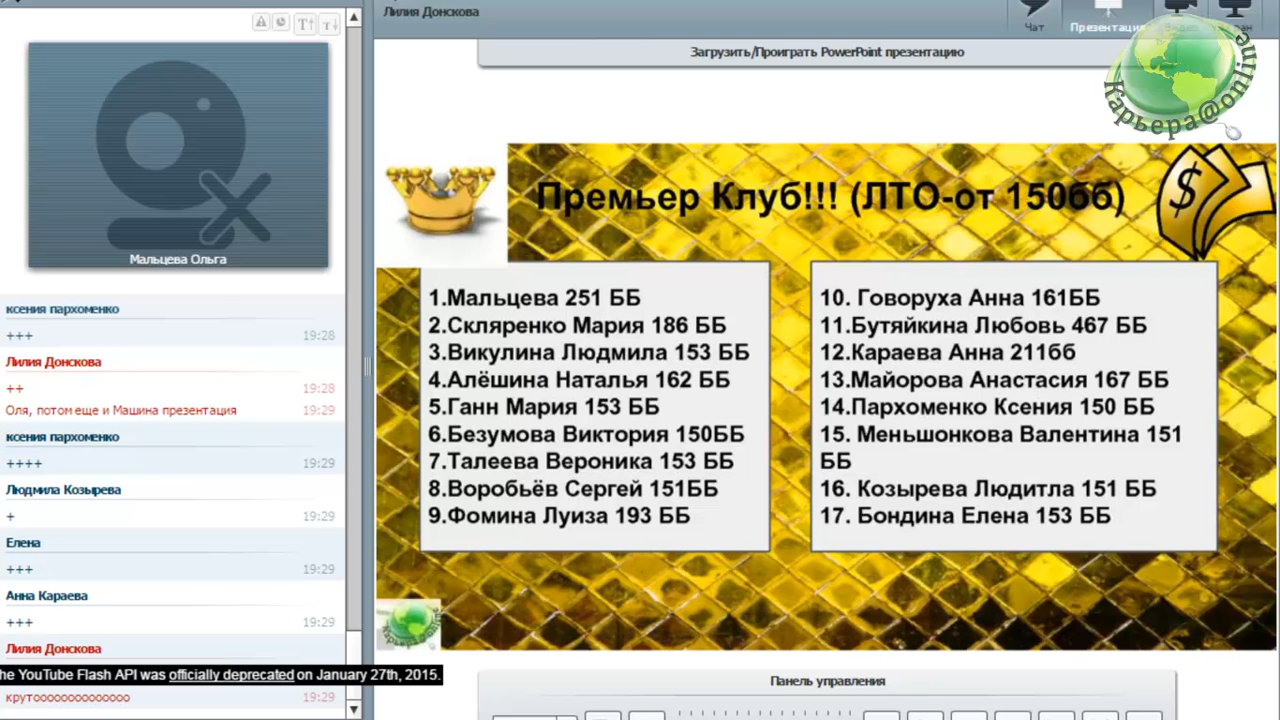 Лилия Донскова
Чат
Презентация
Загрузить/Проиграть PowerPoint презентацию
Карьера@online
Мальцева Ольга
ксения пархоменко
+++ 19:28
Лилия Донскова
++ 19:28
Оля, потом еще и Машина презентация 19:29
ксения пархоменко
++++ 19:29
Людмила Козырева
+ 19:29
Елена
+++ 19:29
Анна Караева
+++ 19:29
Лилия Донскова
he YouTube Flash API was officially deprecated on January 27th, 2015.
крутооооооооооооо 19:29
Премьер Клуб!!! (ЛТО-от 150бб)
1.Мальцева 251 ББ
2.Скляренко Мария 186 ББ
3.Викулина Людмила 153 ББ
4.Алёшина Наталья 162 ББ
5.Ганн Мария 153 ББ
6.Безумова Виктория 150ББ
7.Талеева Вероника 153 ББ
8.Воробьёв Сергей 151ББ
9.Фомина Луиза 193 ББ
10. Говоруха Анна 161ББ
11.Бутяйкина Любовь 467 ББ
12.Караева Анна 211бб
13.Майорова Анастасия 167 ББ
14.Пархоменко Ксения 150 ББ
15. Меньшонкова Валентина 151
ББ
16. Козырева Людитла 151 ББ
17. Бондина Елена 153 ББ
Панель управления